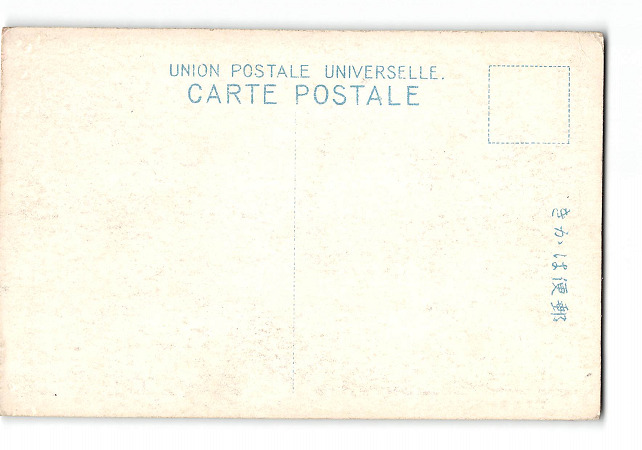 UNION POSTALE UNIVERSELLE.
CARTE POSTALE
郵便はかき